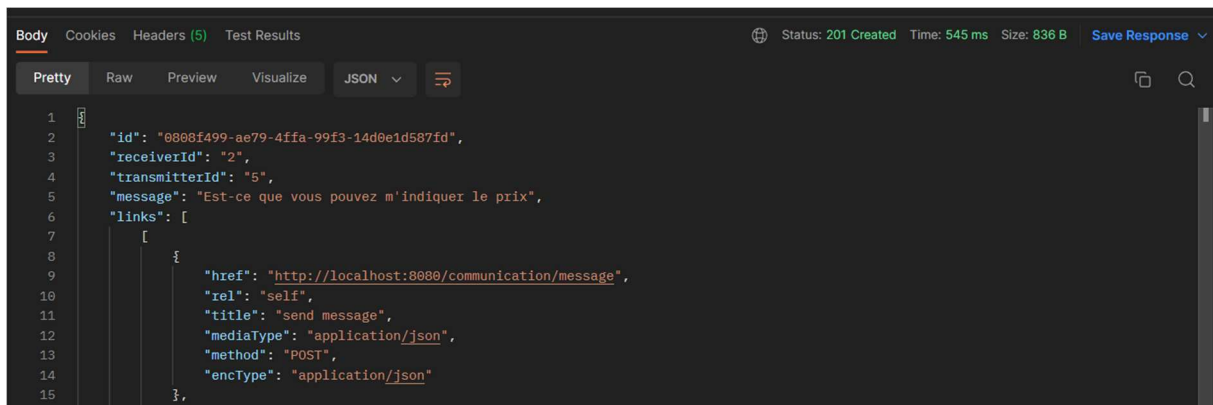 Body Cookies Headers (5) Test Results Status: 201 Created Time: 545 ms Size: 836 B Save Response
Pretty Raw Preview Visualize JSON
1 {
2 "id": "0808f499-ae79-4ffa-99f3-14d0e1d587fd",
3 "receiverId": "2",
4 "transmitterId": "5",
5 "message": "Est-ce que vous pouvez m'indiquer le prix",
6 "links": [
7 [
8 {
9 "href": "http://localhost:8080/communication/message",
10 "rel": "self",
11 "title": "send message",
12 "mediaType": "application/json",
13 "method": "POST",
14 "encType": "application/json"
15 },